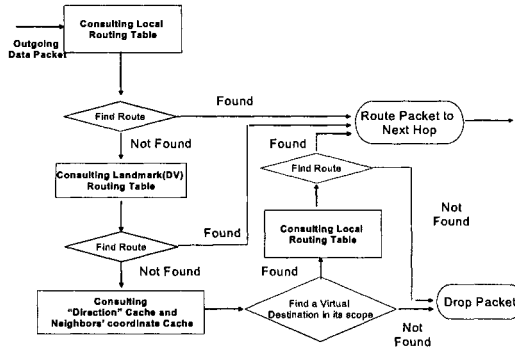 Consulting Local
Routing Table
Outgoing
Data Packet
Find Route
Found
Route Packet to
Next Hop
Not Found
Found
Find Route
Consulting Landmark(DV)
Routing Table
Not
Found
Consulting Local
Routing Table
Find Route
Found
Not Found
Found
Consulting
"Direction" Cache and
Neighbors' coordinate Cache
Find a Virtual
Destination in its scope
Drop Packet
Not
Found